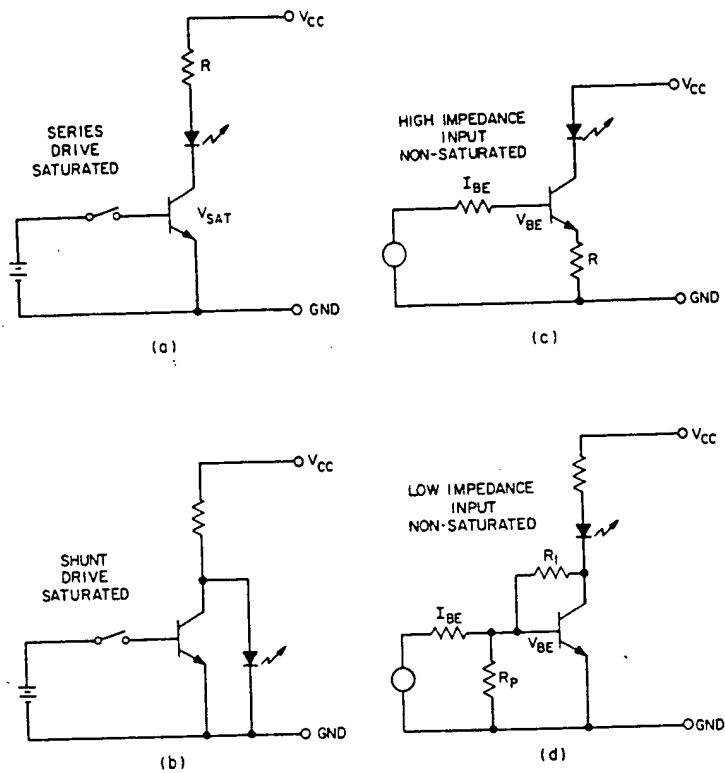 V_CC
R
SERIES
DRIVE
SATURATED
V_SAT
GND
(a)
V_CC
HIGH IMPEDANCE
INPUT
NON-SATURATED
I_BE
V_BE
R
GND
(c)
V_CC
SHUNT
DRIVE
SATURATED
GND
(b)
V_CC
LOW IMPEDANCE
INPUT
NON-SATURATED
R_1
I_BE
V_BE
R_P
GND
(d)